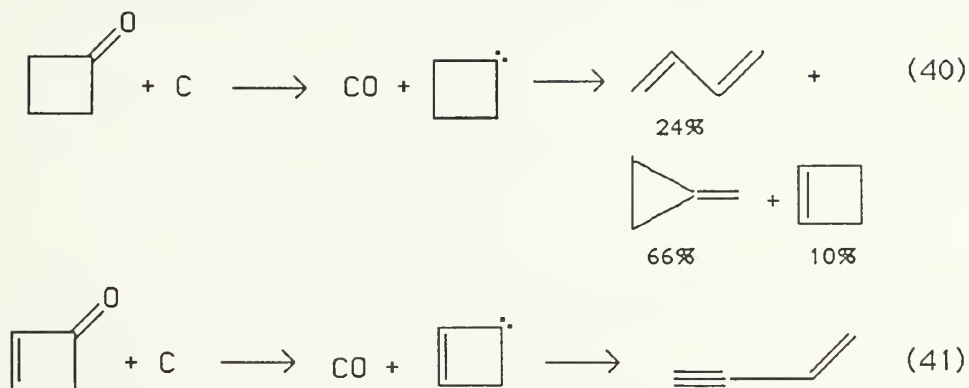 O
+ C CO + : + (40)
24%
+
66% 10%
O
+ C CO + : (41)